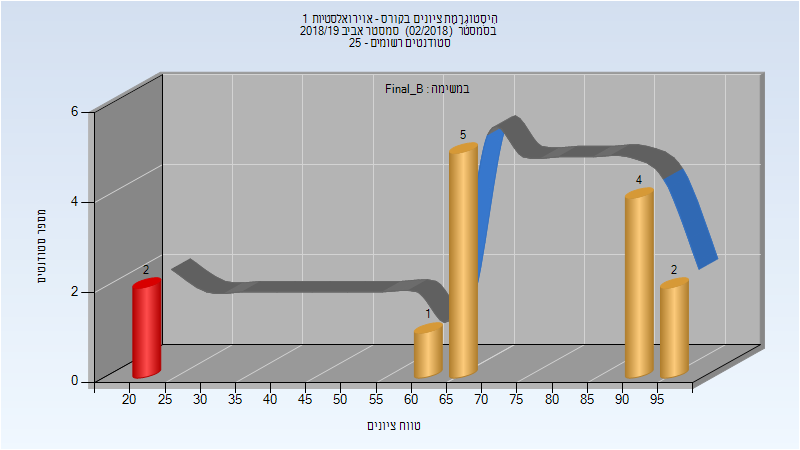 היסטוגרמת ציונים בקורס - אוירואלסטיות 1
בסמסטר (02/2018) סמסטר אביב 2018/19
סטודנטים רשומים - 25
במשימה : Final_B
מספר סטודנטים
6
4
2
0
2
1
5
4
2
20 25 30 35 40 45 50 55 60 65 70 75 80 85 90 95
טווח ציונים